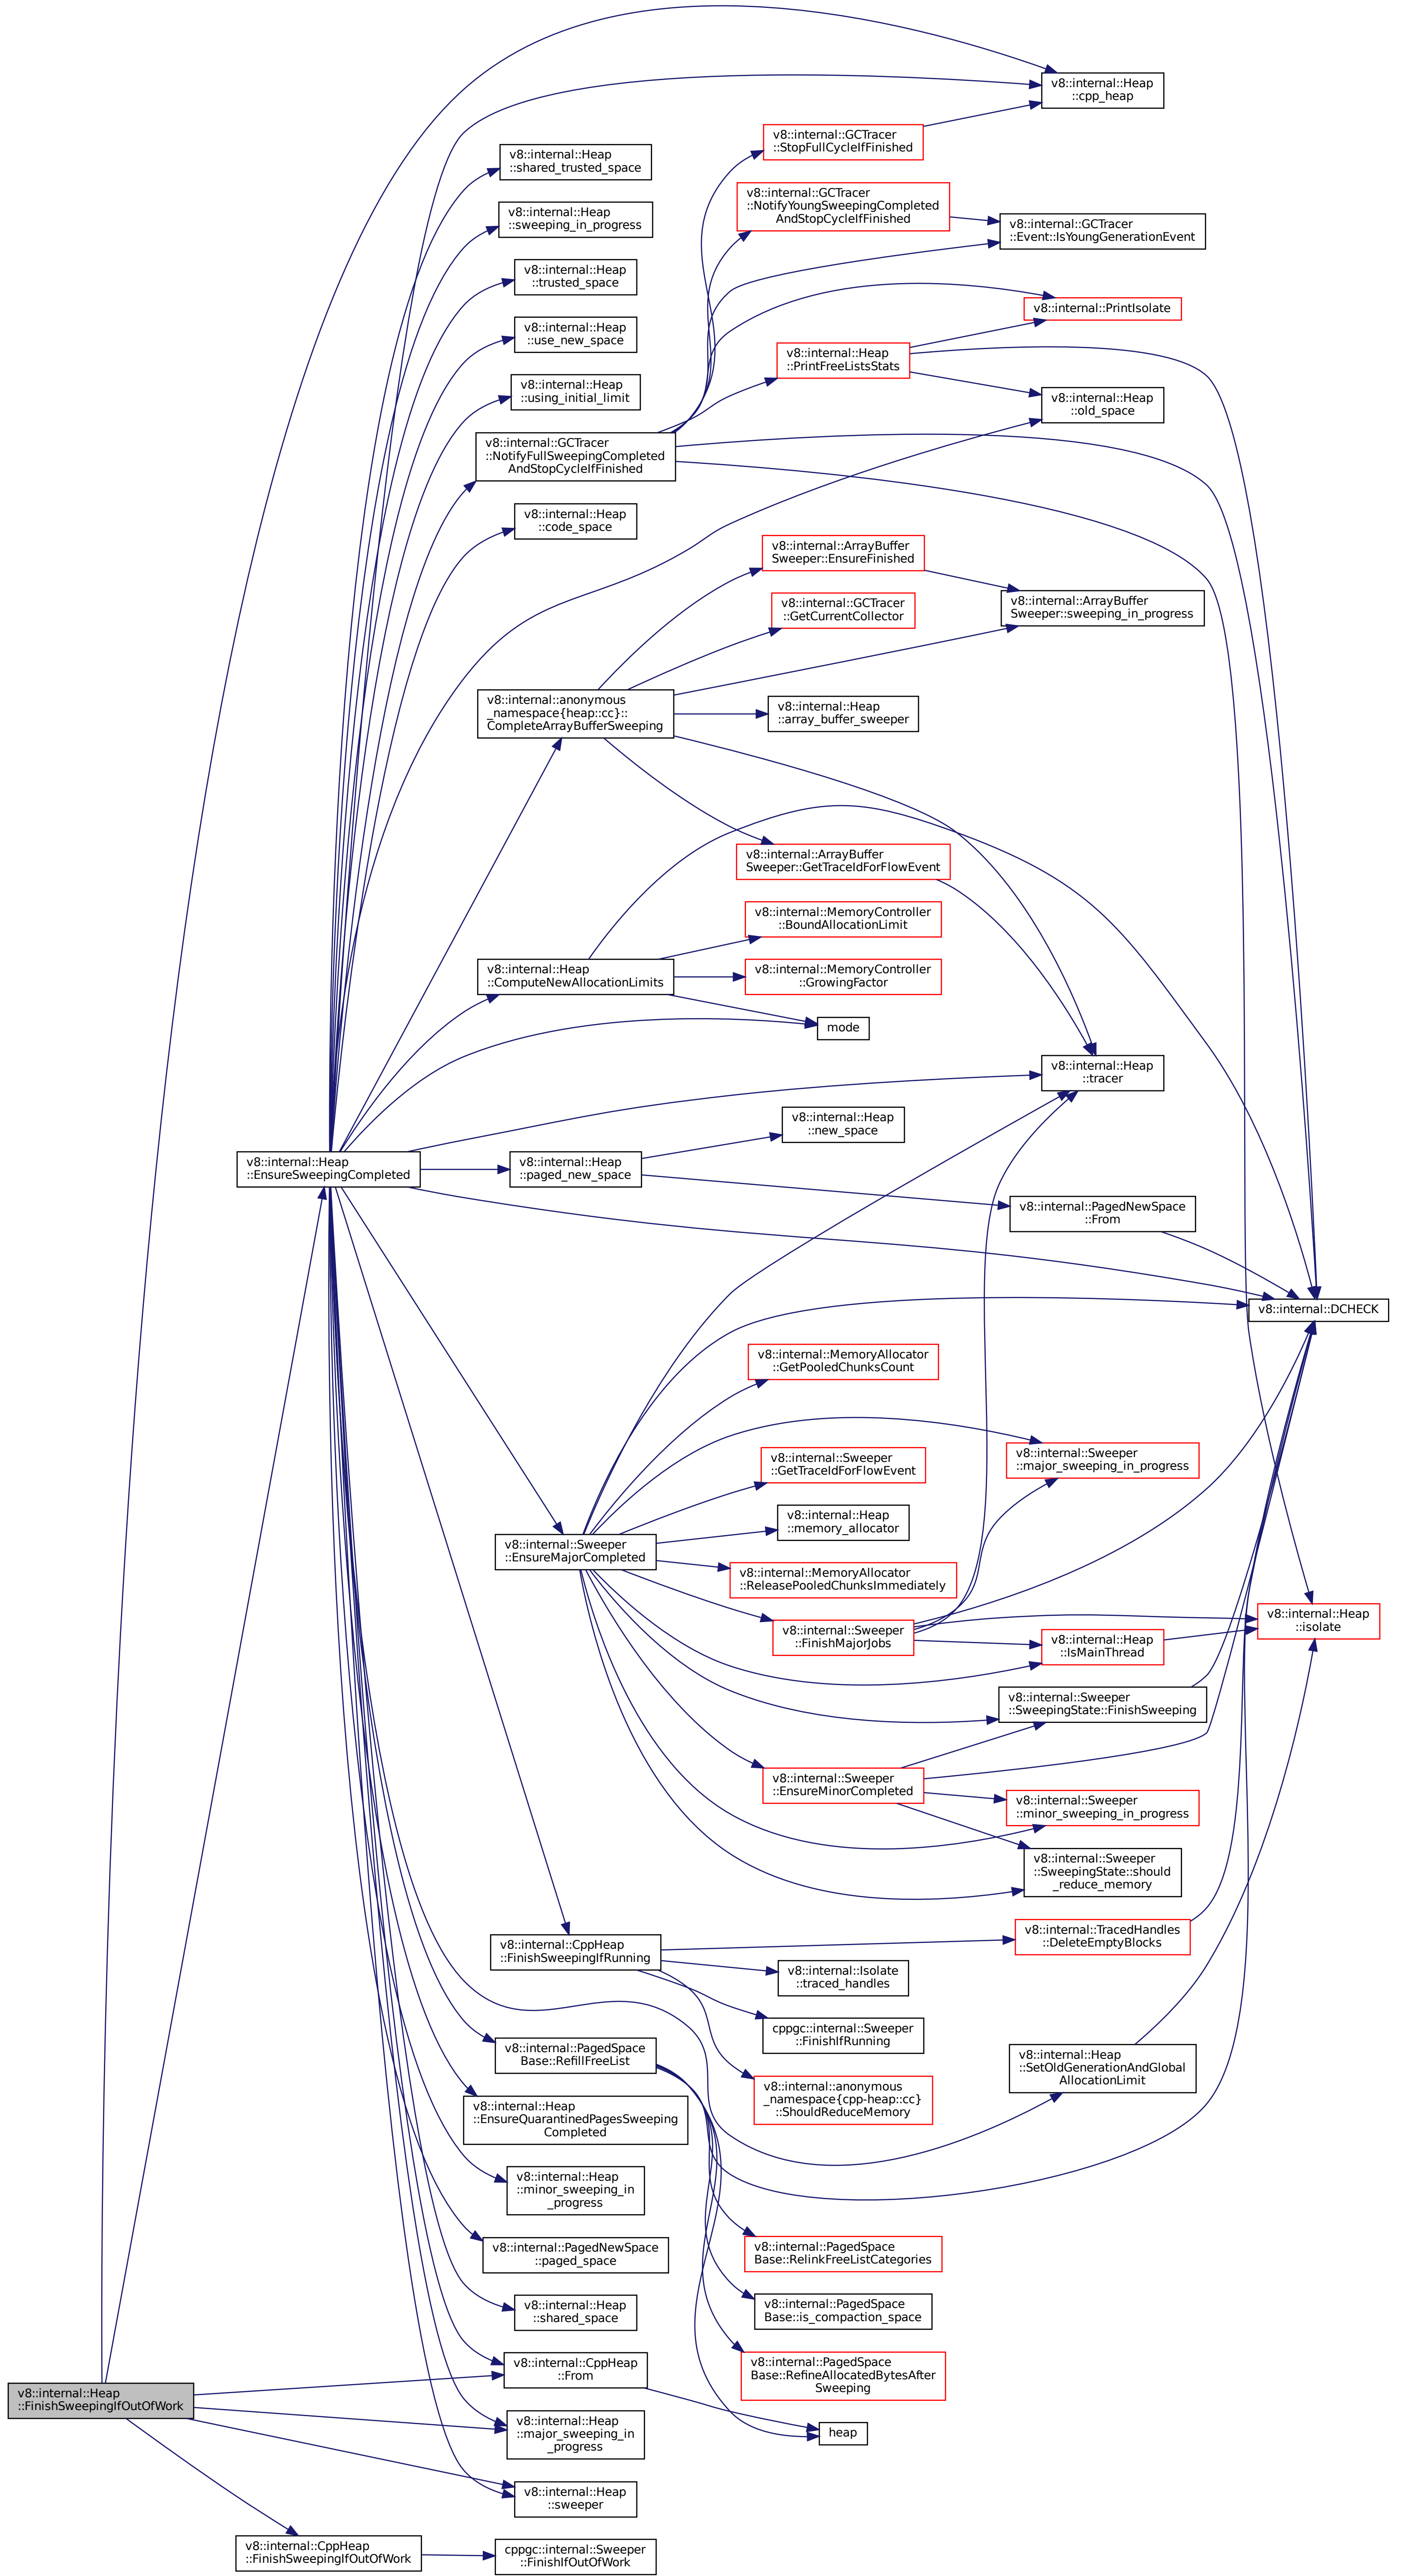 v8::internal::Heap
::cpp_heap
v8::internal::GCTracer
::StopFullCycleIfFinished
v8::internal::Heap
::shared_trusted_space
v8::internal::GCTracer
::NotifyYoungSweepingCompleted
AndStopCycleIfFinished
v8::internal::Heap
::sweeping_in_progress
v8::internal::GCTracer
::Event::IsYoungGenerationEvent
v8::internal::Heap
::trusted_space
v8::internal::PrintIsolate
v8::internal::Heap
::use_new_space
v8::internal::Heap
::PrintFreeListsStats
v8::internal::Heap
::using_initial_limit
v8::internal::Heap
::old_space
v8::internal::GCTracer
::NotifyFullSweepingCompleted
AndStopCycleIfFinished
v8::internal::Heap
::code_space
v8::internal::ArrayBuffer
Sweeper::EnsureFinished
v8::internal::GCTracer
::GetCurrentCollector
v8::internal::ArrayBuffer
Sweeper::sweeping_in_progress
v8::internal::anonymous
_namespace{heap::cc}::
CompleteArrayBufferSweeping
v8::internal::Heap
::array_buffer_sweeper
v8::internal::ArrayBuffer
Sweeper::GetTraceIdForFlowEvent
v8::internal::MemoryController
::BoundAllocationLimit
v8::internal::Heap
::ComputeNewAllocationLimits
v8::internal::MemoryController
::GrowingFactor
mode
v8::internal::Heap
::tracer
v8::internal::Heap
::new_space
v8::internal::Heap
::EnsureSweepingCompleted
v8::internal::Heap
::paged_new_space
v8::internal::PagedNewSpace
::From
v8::internal::DCHECK
v8::internal::MemoryAllocator
::GetPooledChunksCount
v8::internal::Sweeper
::major_sweeping_in_progress
v8::internal::Sweeper
::GetTraceIdForFlowEvent
v8::internal::Heap
::memory_allocator
v8::internal::Sweeper
::EnsureMajorCompleted
v8::internal::MemoryAllocator
::ReleasePooledChunksImmediately
v8::internal::Heap
::isolate
v8::internal::Sweeper
::FinishMajorJobs
v8::internal::Heap
::IsMainThread
v8::internal::Sweeper
::SweepingState::FinishSweeping
v8::internal::Sweeper
::EnsureMinorCompleted
v8::internal::Sweeper
::minor_sweeping_in_progress
v8::internal::Sweeper
::SweepingState::should
_reduce_memory
v8::internal::TracedHandles
::DeleteEmptyBlocks
v8::internal::CppHeap
::FinishSweepingIfRunning
v8::internal::Isolate
::traced_handles
cppgc::internal::Sweeper
::FinishIfRunning
v8::internal::PagedSpace
Base::RefillFreeList
v8::internal::Heap
::SetOldGenerationAndGlobal
AllocationLimit
v8::internal::anonymous
_namespace{cpp-heap::cc}
::ShouldReduceMemory
v8::internal::Heap
::EnsureQuarantinedPagesSweeping
Completed
v8::internal::Heap
::minor_sweeping_in
_progress
v8::internal::PagedNewSpace
::paged_space
v8::internal::PagedSpace
Base::RelinkFreeListCategories
v8::internal::Heap
::shared_space
v8::internal::PagedSpace
Base::is_compaction_space
v8::internal::CppHeap
::From
v8::internal::PagedSpace
Base::RefineAllocatedBytesAfter
Sweeping
v8::internal::Heap
::FinishSweepingIfOutOfWork
v8::internal::Heap
::major_sweeping_in
_progress
heap
v8::internal::Heap
::sweeper
v8::internal::CppHeap
::FinishSweepingIfOutOfWork
cppgc::internal::Sweeper
::FinishIfOutOfWork